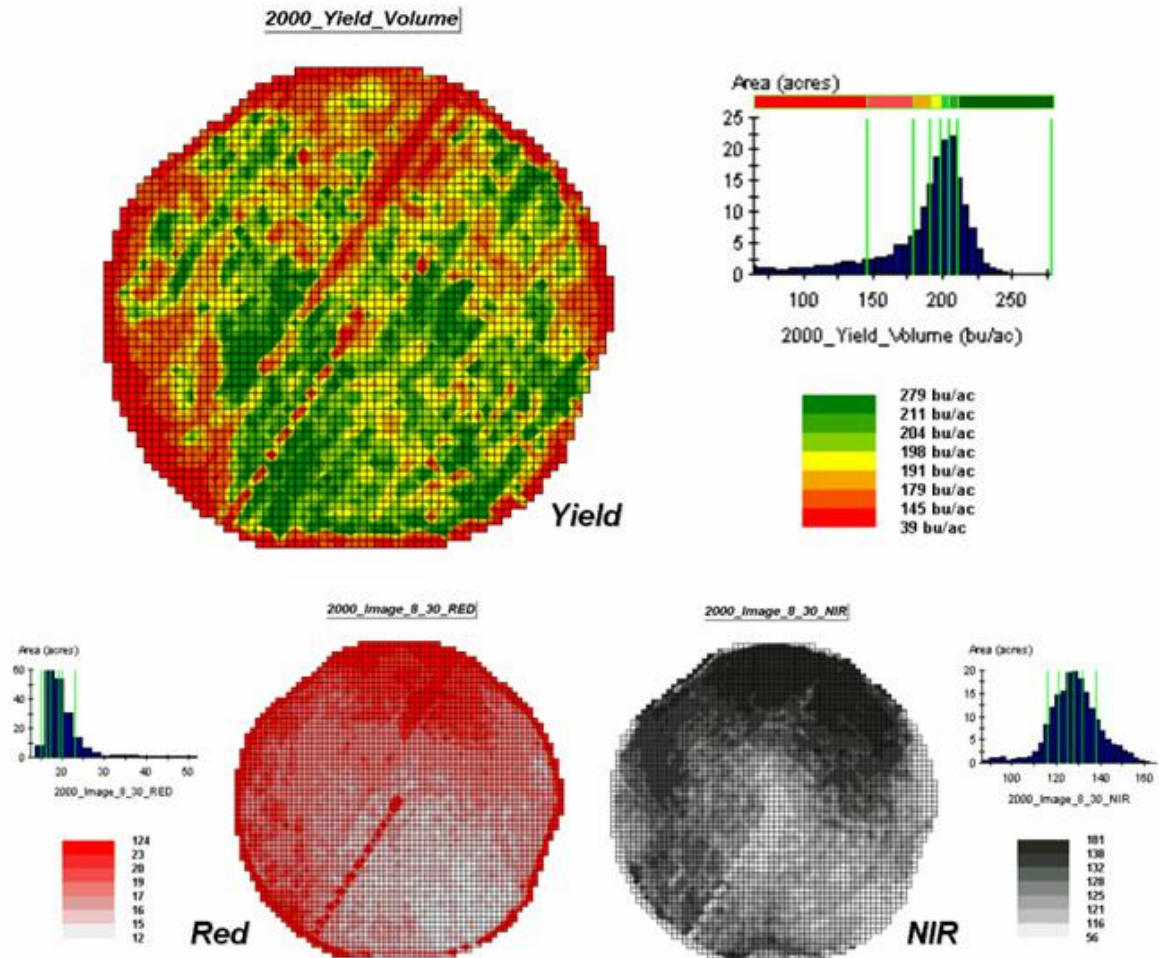 2000_Yield_Volume
Area (acres)
25
20
15
10
5
0
100 150 200 250
2000_Yield_Volume (bu/ac)
279 bu/ac
211 bu/ac
204 bu/ac
198 bu/ac
191 bu/ac
179 bu/ac
145 bu/ac
39 bu/ac
Yield
2000_Image_8_30_RED
Area (acres)
60
40
20
0
20 30 40 50
2000_Image_8_30_RED
124
23
20
19
17
16
15
12
Red
2000_Image_8_30_NIR
Area (acres)
20
15
10
5
0
100 120 140 160
2000_Image_8_30_NIR
181
138
132
128
125
121
116
56
NIR